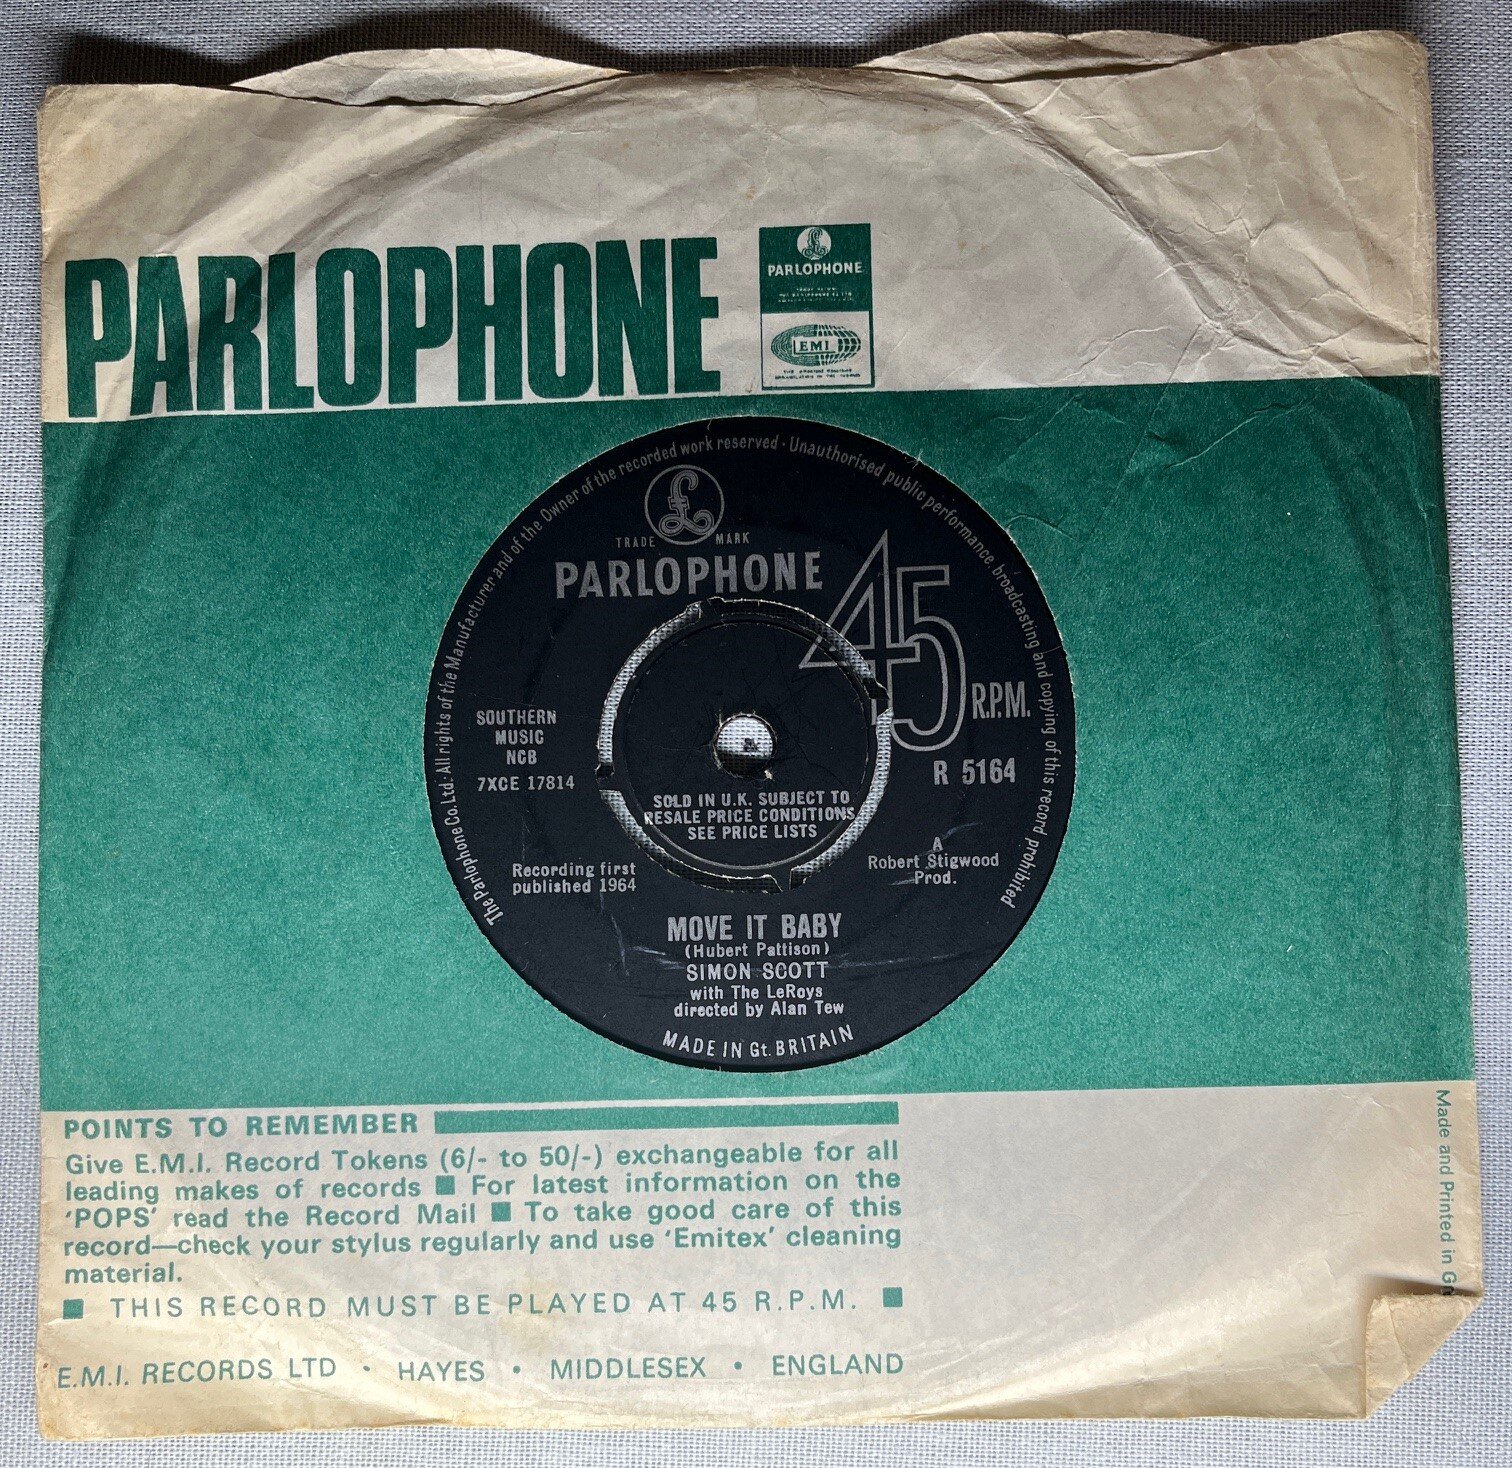 PARLOPHONE
£
PARLOPHONE
EMI
The Parlophone Co. Ltd. All rights of the Manufacturer and of the Owner of the recorded work reserved · Unauthorised public performance, broadcasting and copying of this record prohibited
£
TRADE MARK
PARLOPHONE
45
R.P.M.
SOUTHERN
MUSIC
NCB
7XCE 17814
R 5164
SOLD IN U.K. SUBJECT TO
RESALE PRICE CONDITIONS
SEE PRICE LISTS
Recording first
published 1964
A
Robert Stigwood
Prod.
MOVE IT BABY
(Hubert Pattison)
SIMON SCOTT
with The LeRoys
directed by Alan Tew
MADE IN Gt. BRITAIN
POINTS TO REMEMBER
Give E.M.I. Record Tokens (6/- to 50/-) exchangeable for all
leading makes of records ■ For latest information on the
'POPS' read the Record Mail ■ To take good care of this
record—check your stylus regularly and use 'Emitex' cleaning
material.
■ THIS RECORD MUST BE PLAYED AT 45 R.P.M. ■
E.M.I. RECORDS LTD • HAYES • MIDDLESEX • ENGLAND
Made and Printed in